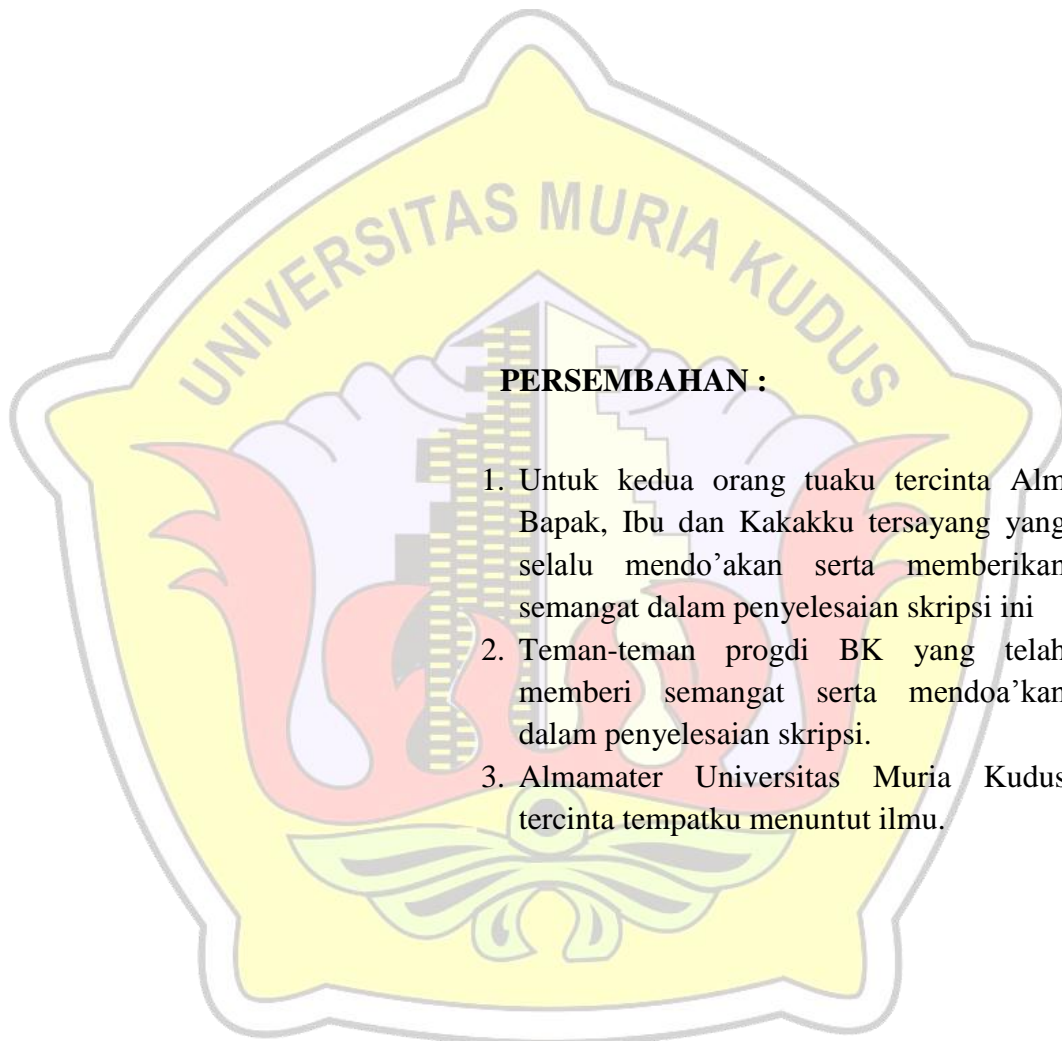 UNIVERSITAS MURIA KUDUS
PERSEMBAHAN :
1. Untuk kedua orang tuaku tercinta Alm
Bapak, Ibu dan Kakakku tersayang yang
selalu mendo’akan serta memberikan
semangat dalam penyelesaian skripsi ini
2. Teman-teman progdi BK yang telah
memberi semangat serta mendoa’kan
dalam penyelesaian skripsi.
3. Almamater Universitas Muria Kudus
tercinta tempatku menuntut ilmu.